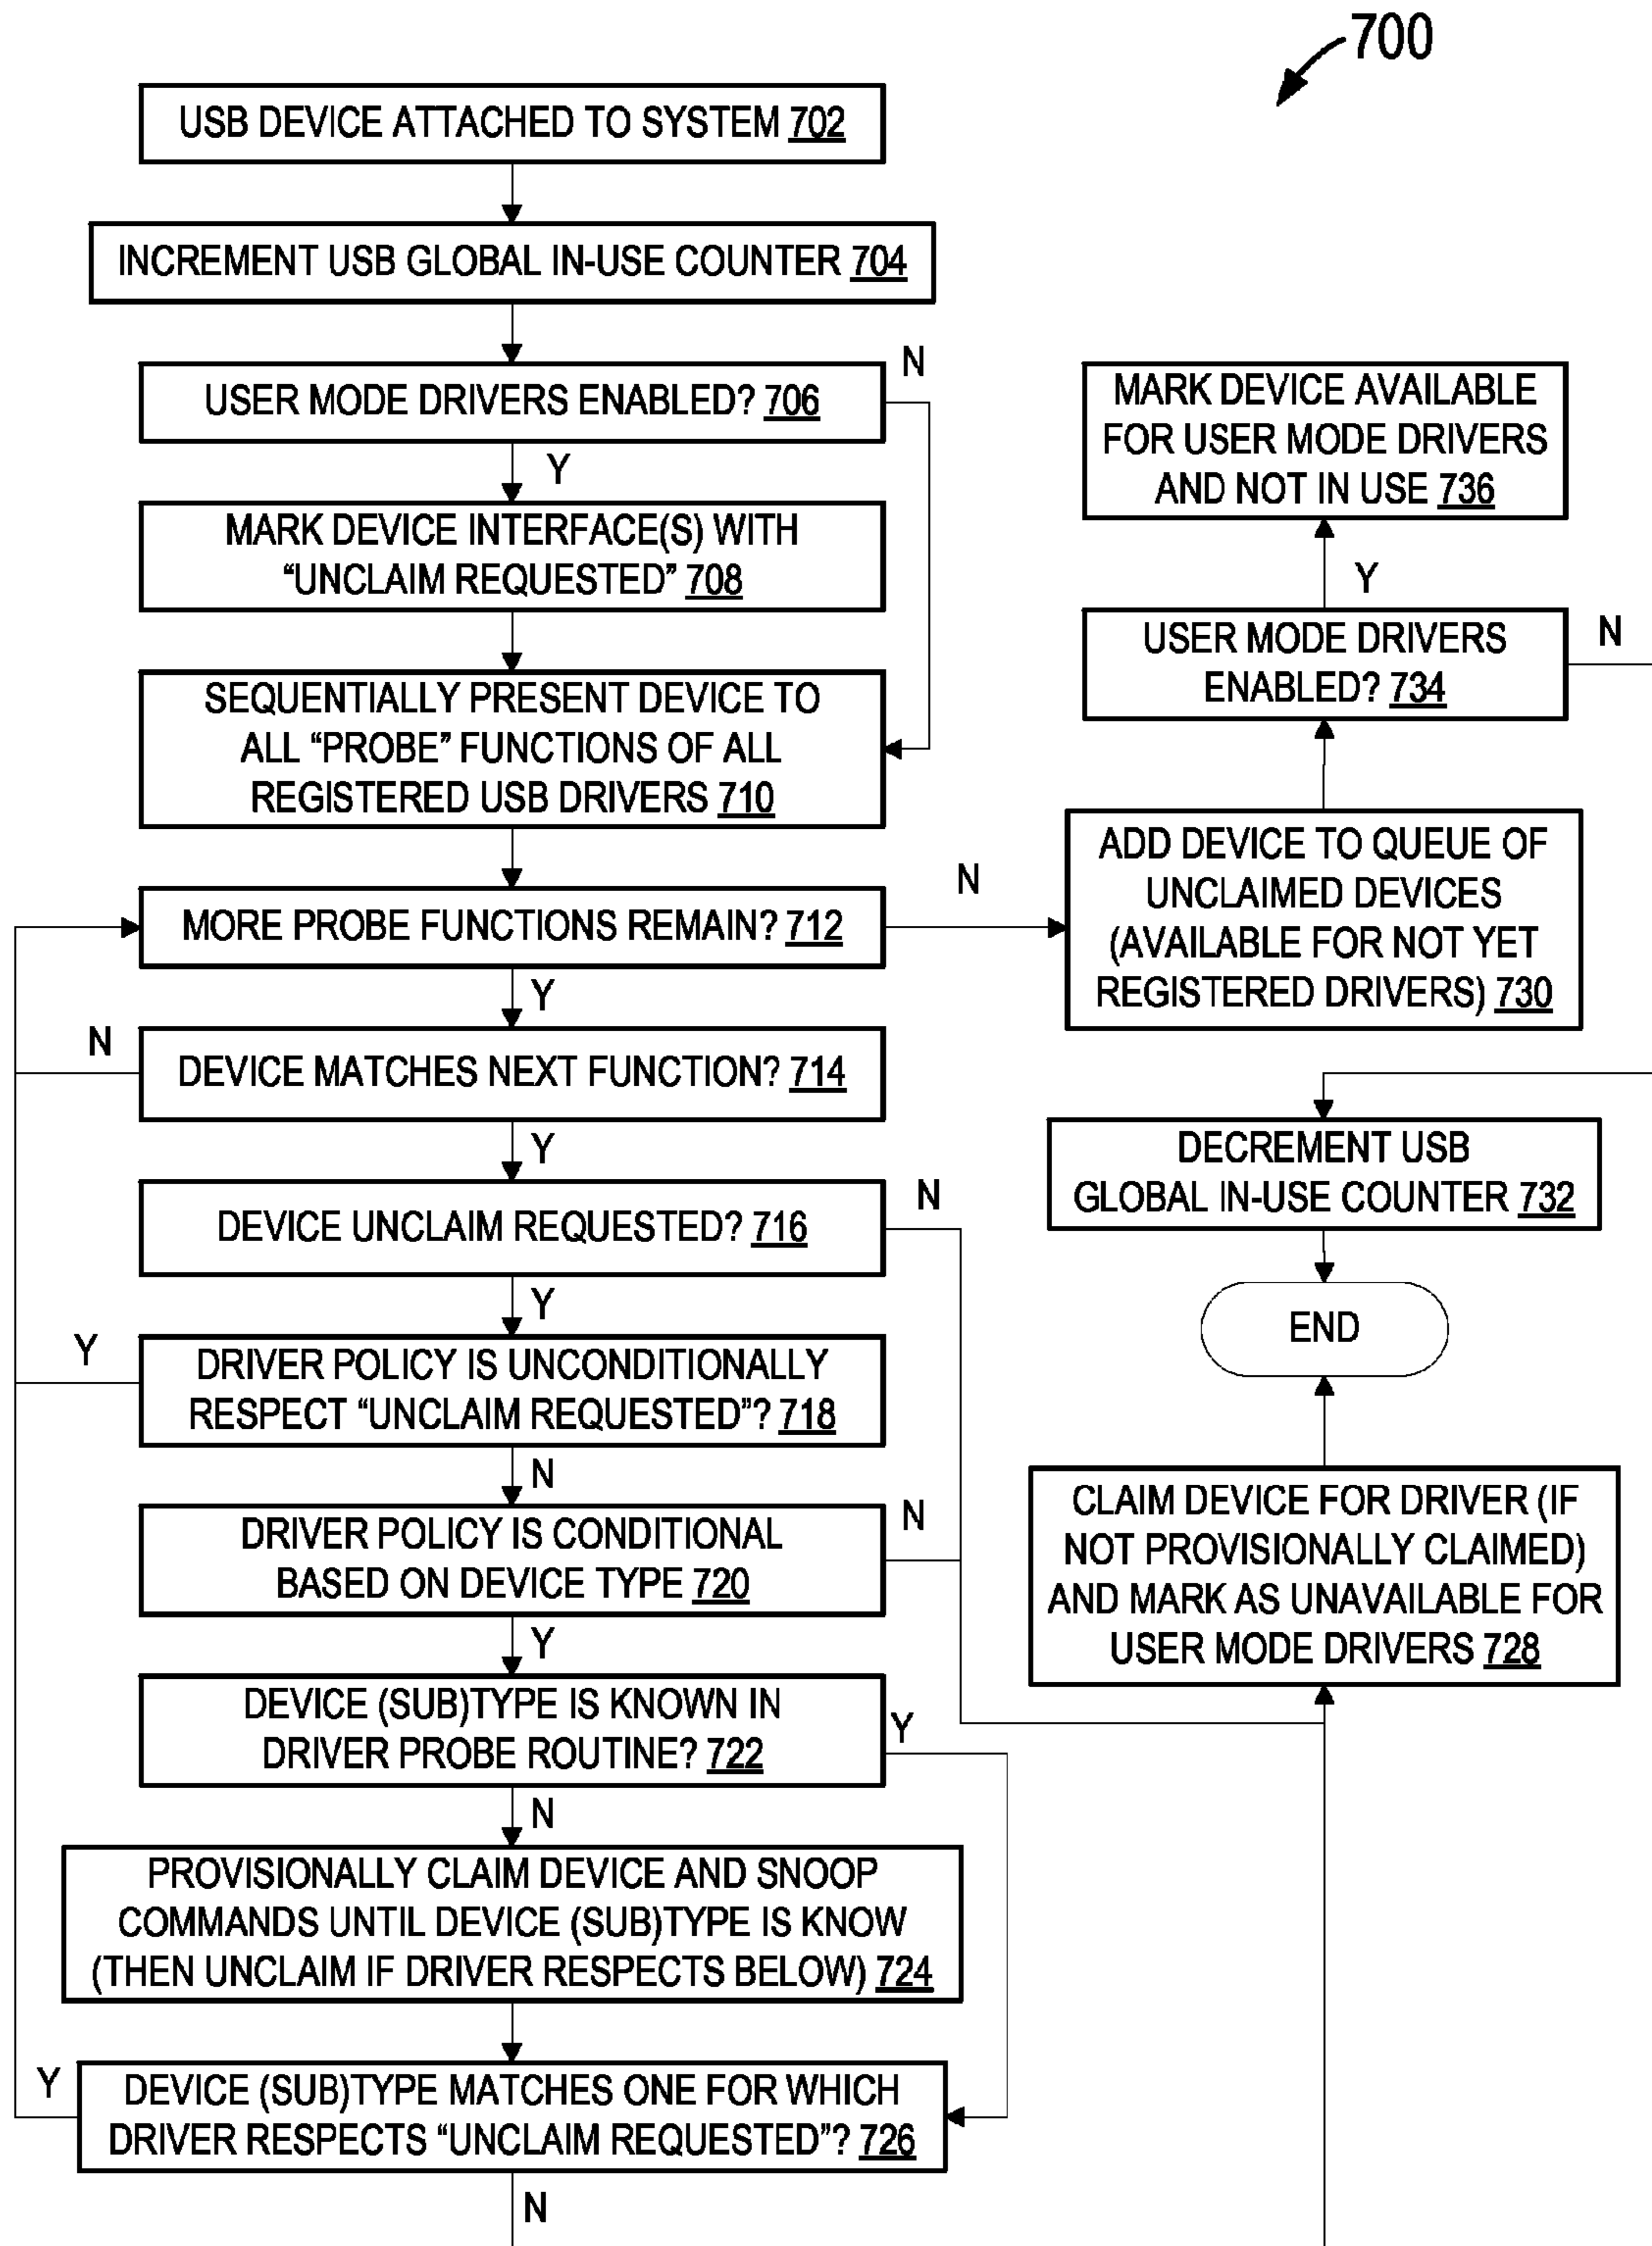 700
USB DEVICE ATTACHED TO SYSTEM 702
INCREMENT USB GLOBAL IN-USE COUNTER 704
USER MODE DRIVERS ENABLED? 706
N
Y
MARK DEVICE INTERFACE(S) WITH
“UNCLAIM REQUESTED” 708
SEQUENTIALLY PRESENT DEVICE TO
ALL “PROBE” FUNCTIONS OF ALL
REGISTERED USB DRIVERS 710
MORE PROBE FUNCTIONS REMAIN? 712
N
Y
DEVICE MATCHES NEXT FUNCTION? 714
N
Y
DEVICE UNCLAIM REQUESTED? 716
N
Y
DRIVER POLICY IS UNCONDITIONALLY
RESPECT “UNCLAIM REQUESTED”? 718
Y
N
DRIVER POLICY IS CONDITIONAL
BASED ON DEVICE TYPE 720
N
Y
DEVICE (SUB)TYPE IS KNOWN IN
DRIVER PROBE ROUTINE? 722
Y
N
PROVISIONALLY CLAIM DEVICE AND SNOOP
COMMANDS UNTIL DEVICE (SUB)TYPE IS KNOW
(THEN UNCLAIM IF DRIVER RESPECTS BELOW) 724
DEVICE (SUB)TYPE MATCHES ONE FOR WHICH
DRIVER RESPECTS “UNCLAIM REQUESTED”? 726
Y
N
MARK DEVICE AVAILABLE
FOR USER MODE DRIVERS
AND NOT IN USE 736
Y
USER MODE DRIVERS
ENABLED? 734
N
ADD DEVICE TO QUEUE OF
UNCLAIMED DEVICES
(AVAILABLE FOR NOT YET
REGISTERED DRIVERS) 730
DECREMENT USB
GLOBAL IN-USE COUNTER 732
END
CLAIM DEVICE FOR DRIVER (IF
NOT PROVISIONALLY CLAIMED)
AND MARK AS UNAVAILABLE FOR
USER MODE DRIVERS 728